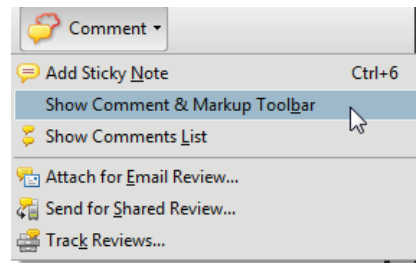 Comment
Add Sticky Note Ctrl+6
Show Comment & Markup Toolbar
Show Comments List
Attach for Email Review...
Send for Shared Review...
Track Reviews...